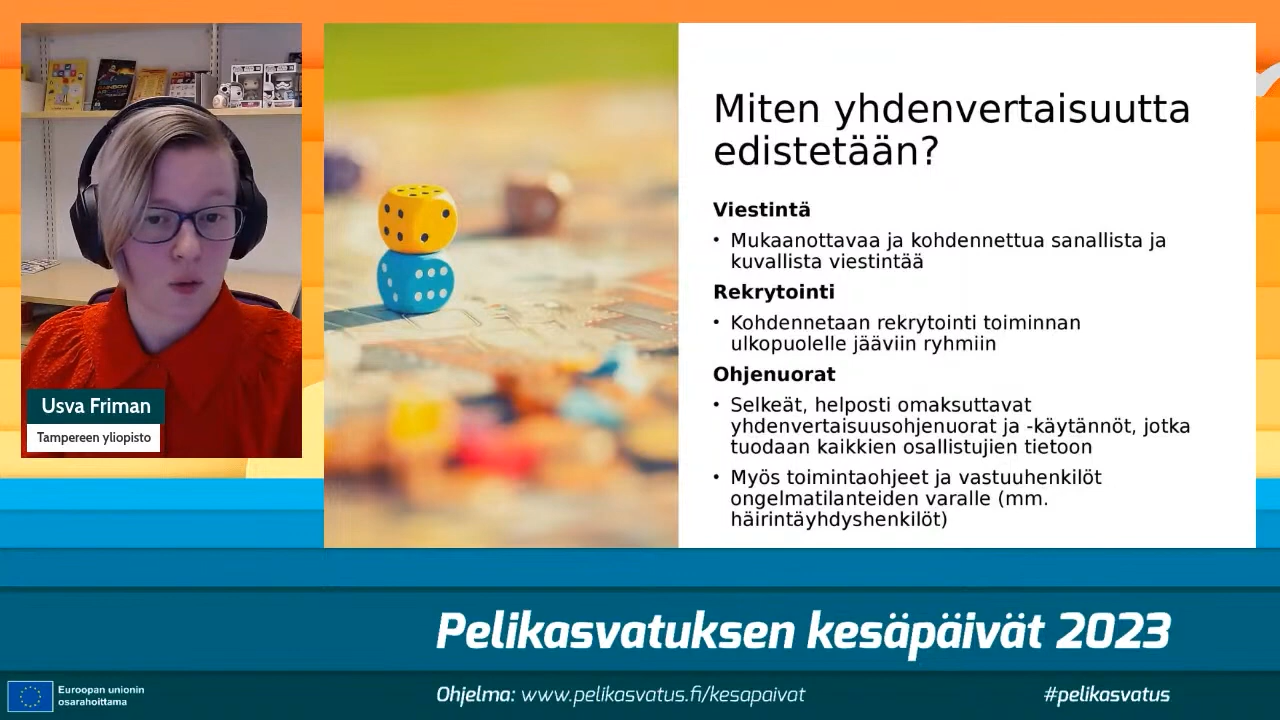 Usva Friman
Tampereen yliopisto
Miten yhdenvertaisuutta
edistetään?
Viestintä
• Mukaanottavaa ja kohdennettua sanallista ja
kuvallista viestintää
Rekrytointi
• Kohdennetaan rekrytointi toiminnan
ulkopuolelle jääviin ryhmiin
Ohjenuorat
• Selkeät, helposti omaksuttavat
yhdenvertaisuusohjenuorat ja -käytännöt, jotka
tuodaan kaikkien osallistujien tietoon
• Myös toimintaohjeet ja vastuuhenkilöt
ongelmatilanteiden varalle (mm.
häirintäyhdyshenkilöt)
Pelikasvatuksen kesäpäivät 2023
Euroopan unionin
osarahoittama
Ohjelma: www.pelikasvatus.fi/kesapaivat
#pelikasvatus